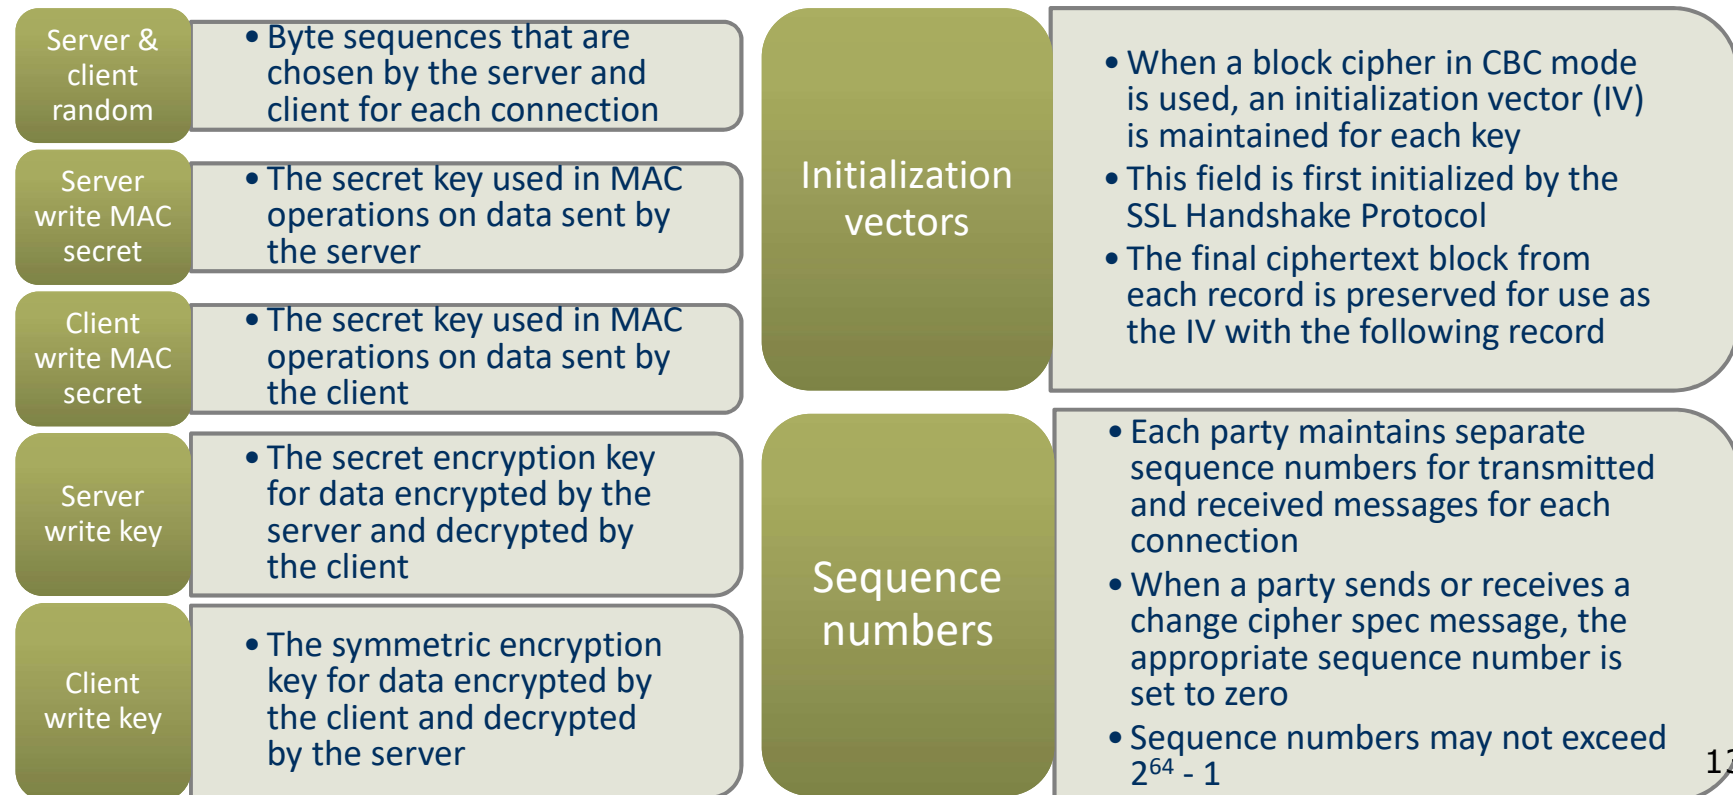 Server &
client
random
• Byte sequences that are
chosen by the server and
client for each connection
Server
write MAC
secret
• The secret key used in MAC
operations on data sent by
the server
Client
write MAC
secret
• The secret key used in MAC
operations on data sent by
the client
Server
write key
• The secret encryption key
for data encrypted by the
server and decrypted by
the client
Client
write key
• The symmetric encryption
key for data encrypted by
the client and decrypted
by the server
Initialization
vectors
• When a block cipher in CBC mode
is used, an initialization vector (IV)
is maintained for each key
• This field is first initialized by the
SSL Handshake Protocol
• The final ciphertext block from
each record is preserved for use as
the IV with the following record
Sequence
numbers
• Each party maintains separate
sequence numbers for transmitted
and received messages for each
connection
• When a party sends or receives a
change cipher spec message, the
appropriate sequence number is
set to zero
• Sequence numbers may not exceed
2⁶⁴ - 1